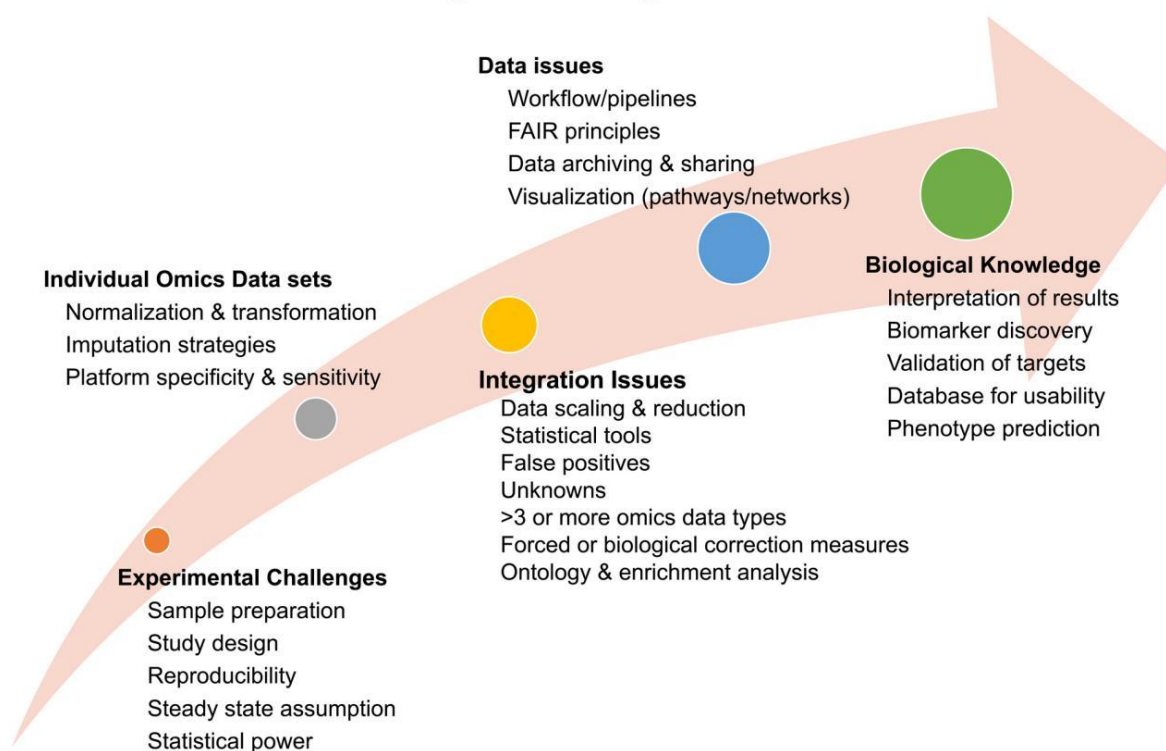 Data issues
Workflow/pipelines
FAIR principles
Data archiving & sharing
Visualization (pathways/networks)
Individual Omics Data sets
Normalization & transformation
Imputation strategies
Platform specificity & sensitivity
Biological Knowledge
Interpretation of results
Biomarker discovery
Validation of targets
Database for usability
Phenotype prediction
Integration Issues
Data scaling & reduction
Statistical tools
False positives
Unknowns
>3 or more omics data types
Forced or biological correction measures
Ontology & enrichment analysis
Experimental Challenges
Sample preparation
Study design
Reproducibility
Steady state assumption
Statistical power